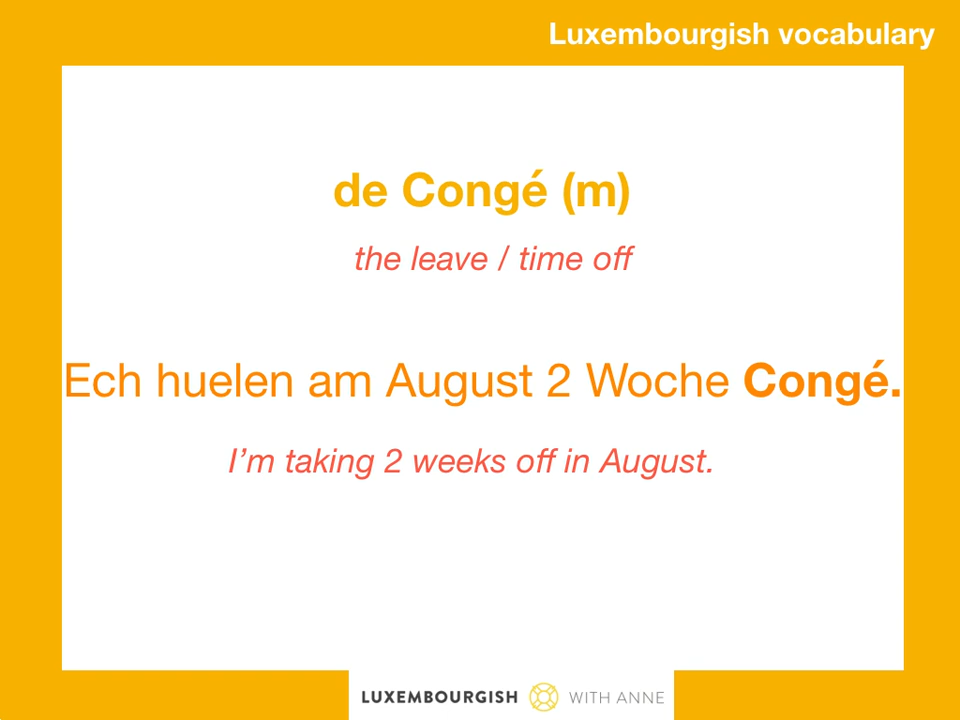 Luxembourgish vocabulary
de Congé (m)
the leave / time off
Ech huelen am August 2 Woche Congé.
I'm taking 2 weeks off in August.
LUXEMBOURGISH WITH ANNE